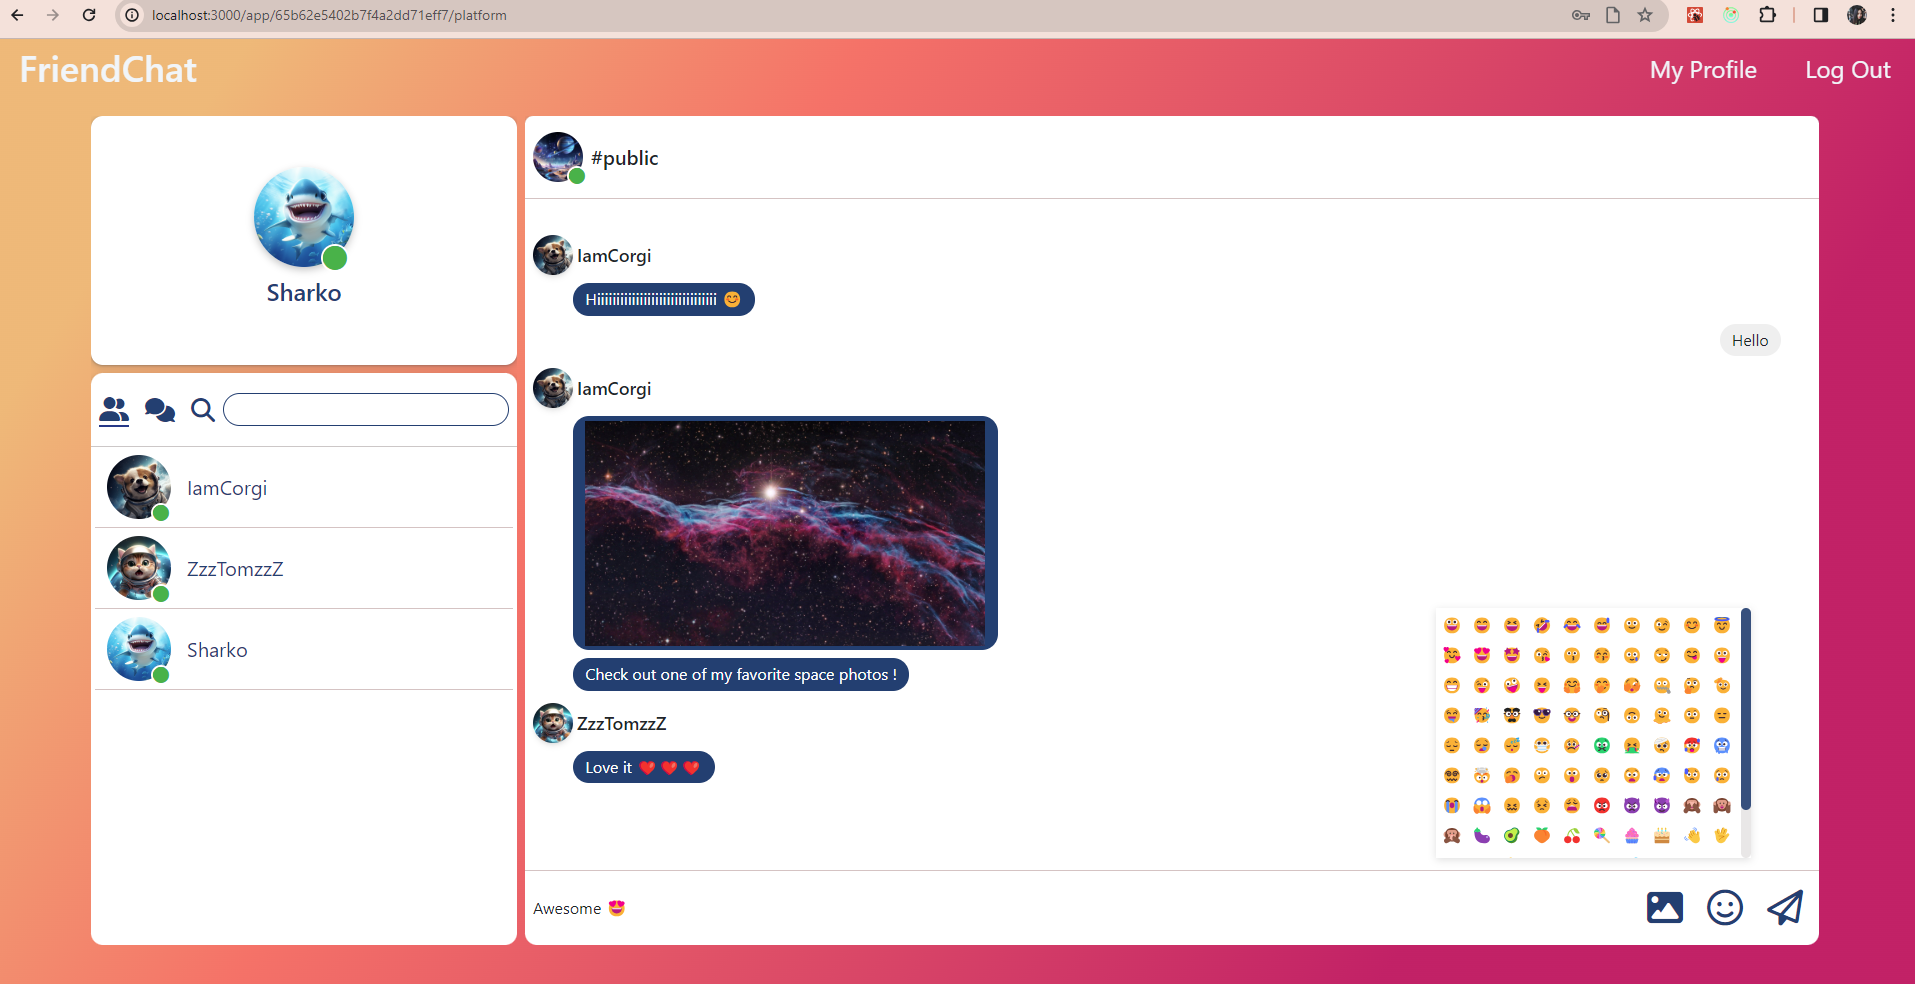 localhost:3000/app/65b62e5402b7f4a2dd71eff7/platform
FriendChat
My Profile
Log Out
Sharko
IamCorgi
ZzzTomzzZ
Sharko
#public
IamCorgi
Hiiiiiiiiiiiiiiiiiiiiiiiiiiiiiii 😊
Hello
IamCorgi
Check out one of my favorite space photos !
ZzzTomzzZ
Love it ❤️ ❤️ ❤️
Awesome 😍